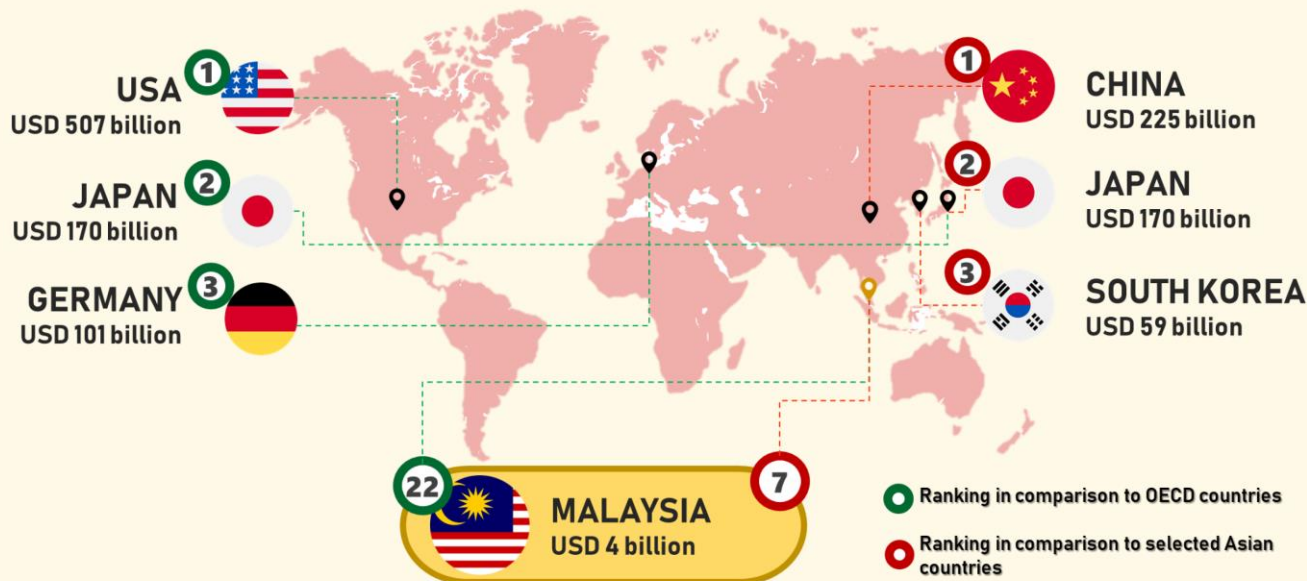 1
USA
USD 507 billion
2
JAPAN
USD 170 billion
3
GERMANY
USD 101 billion
1
CHINA
USD 225 billion
2
JAPAN
USD 170 billion
3
SOUTH KOREA
USD 59 billion
22
7
MALAYSIA
USD 4 billion
Ranking in comparison to OECD countries
Ranking in comparison to selected Asian
countries